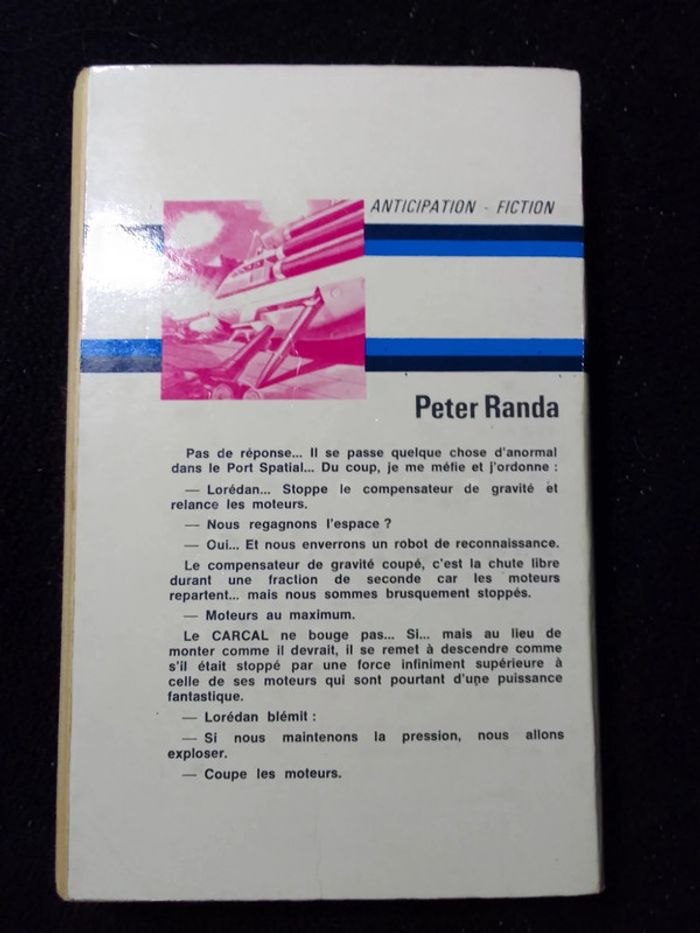 ANTICIPATION - FICTION
Peter Randa
Pas de réponse... Il se passe quelque chose d'anormal
dans le Port Spatial... Du coup, je me méfie et j'ordonne :
— Lorédan... Stoppe le compensateur de gravité et
relance les moteurs.
— Nous regagnons l'espace ?
— Oui... Et nous enverrons un robot de reconnaissance.
Le compensateur de gravité coupé, c'est la chute libre
durant une fraction de seconde car les moteurs
repartent... mais nous sommes brusquement stoppés.
— Moteurs au maximum.
Le CARCAL ne bouge pas... Si... mais au lieu de
monter comme il devrait, il se remet à descendre comme
s'il était stoppé par une force infiniment supérieure à
celle de ses moteurs qui sont pourtant d'une puissance
fantastique.
— Lorédan blémit :
— Si nous maintenons la pression, nous allons
exploser.
— Coupe les moteurs.